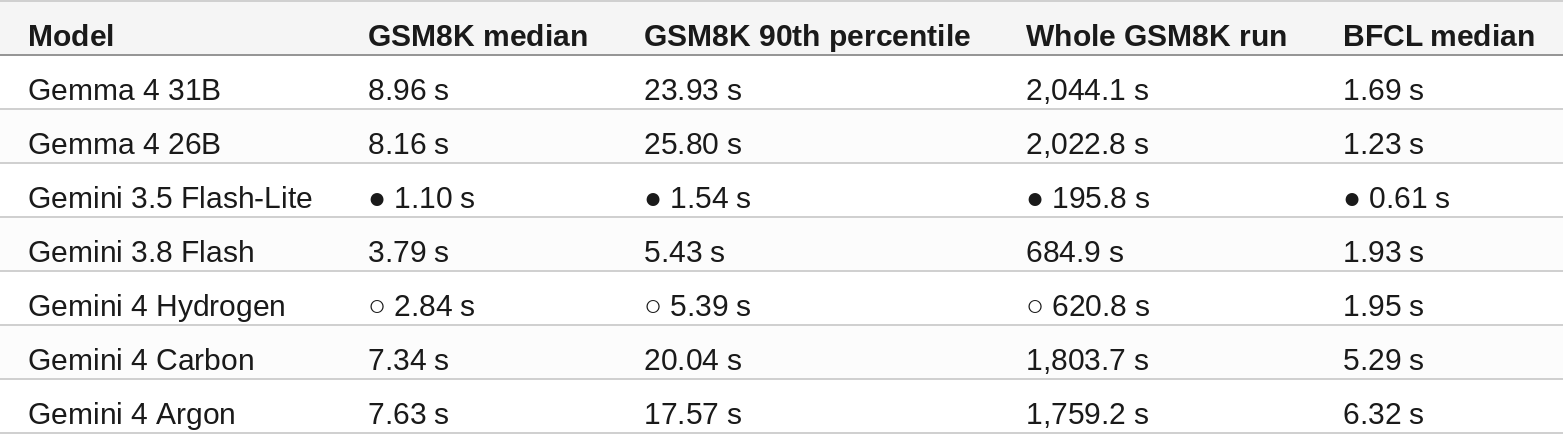 Model GSM8K median GSM8K 90th percentile Whole GSM8K run BFCL median
Gemma 4 31B 8.96 s 23.93 s 2,044.1 s 1.69 s
Gemma 4 26B 8.16 s 25.80 s 2,022.8 s 1.23 s
Gemini 3.5 Flash-Lite ● 1.10 s ● 1.54 s ● 195.8 s ● 0.61 s
Gemini 3.8 Flash 3.79 s 5.43 s 684.9 s 1.93 s
Gemini 4 Hydrogen ○ 2.84 s ○ 5.39 s ○ 620.8 s 1.95 s
Gemini 4 Carbon 7.34 s 20.04 s 1,803.7 s 5.29 s
Gemini 4 Argon 7.63 s 17.57 s 1,759.2 s 6.32 s